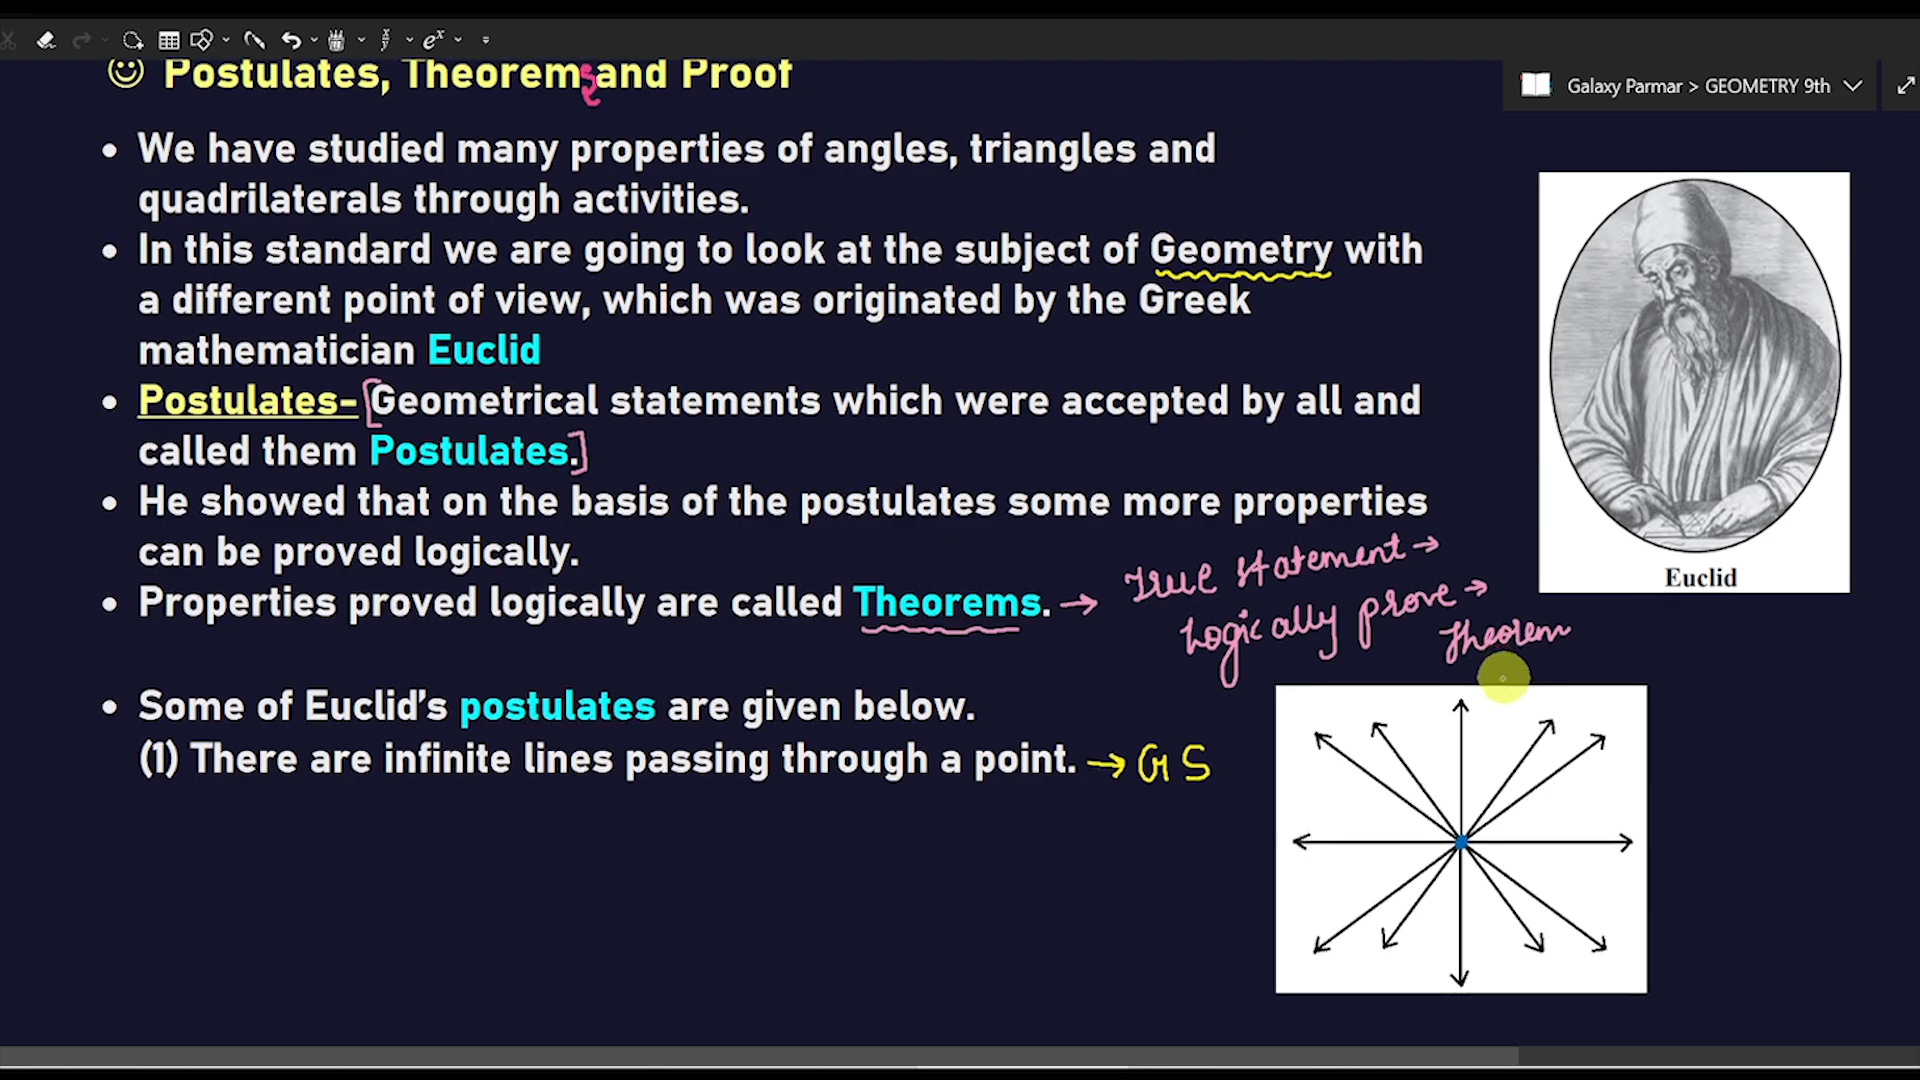 Postulates, Theorems and Proof
Galaxy Parmar > GEOMETRY 9th
• We have studied many properties of angles, triangles and
quadrilaterals through activities.
• In this standard we are going to look at the subject of Geometry with
a different point of view, which was originated by the Greek
mathematician Euclid
• Postulates- [Geometrical statements which were accepted by all and
called them Postulates.]
• He showed that on the basis of the postulates some more properties
can be proved logically.
• Properties proved logically are called Theorems. → True statement →
Logically prove →
Theorem
Euclid
• Some of Euclid's postulates are given below.
(1) There are infinite lines passing through a point. → G S